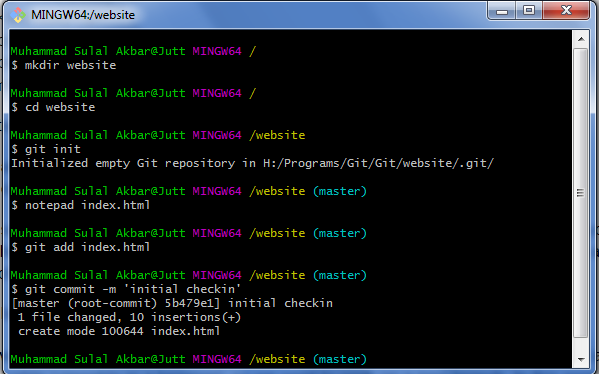 MINGW64:/website
Muhammad Sulal Akbar@Jutt MINGW64 /
$ mkdir website
Muhammad Sulal Akbar@Jutt MINGW64 /
$ cd website
Muhammad Sulal Akbar@Jutt MINGW64 /website
$ git init
Initialized empty Git repository in H:/Programs/Git/Git/website/.git/
Muhammad Sulal Akbar@Jutt MINGW64 /website (master)
$ notepad index.html
Muhammad Sulal Akbar@Jutt MINGW64 /website (master)
$ git add index.html
Muhammad Sulal Akbar@Jutt MINGW64 /website (master)
$ git commit -m 'initial checkin'
[master (root-commit) 5b479e1] initial checkin
 1 file changed, 10 insertions(+)
 create mode 100644 index.html
Muhammad Sulal Akbar@Jutt MINGW64 /website (master)